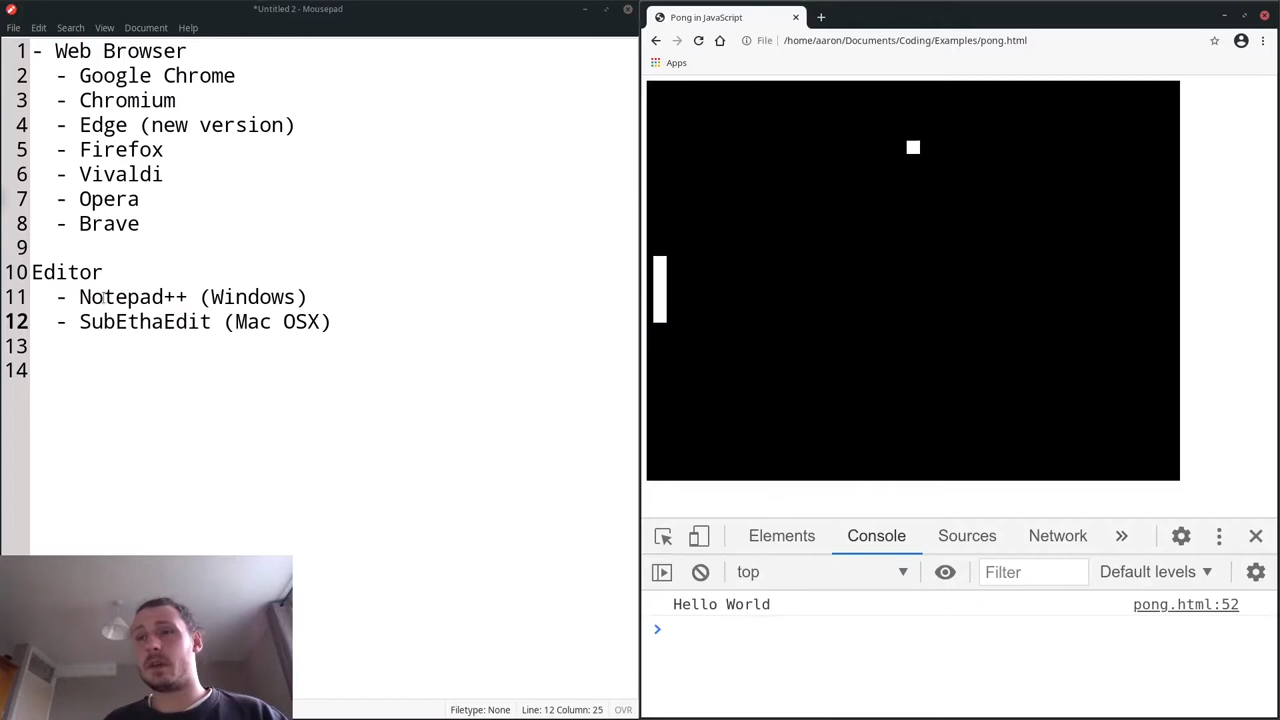 *Untitled 2 - Mousepad
File Edit Search View Document Help
1 - Web Browser
2 - Google Chrome
3 - Chromium
4 - Edge (new version)
5 - Firefox
6 - Vivaldi
7 - Opera
8 - Brave
9
10 Editor
11 - Notepad++ (Windows)
12 - SubEthaEdit (Mac OSX)
13
14
Filetype: None Line: 12 Column: 25 OVR
Pong in JavaScript
File /home/aaron/Documents/Coding/Examples/pong.html
Apps
Elements Console Sources Network
top Filter Default levels
Hello World pong.html:52